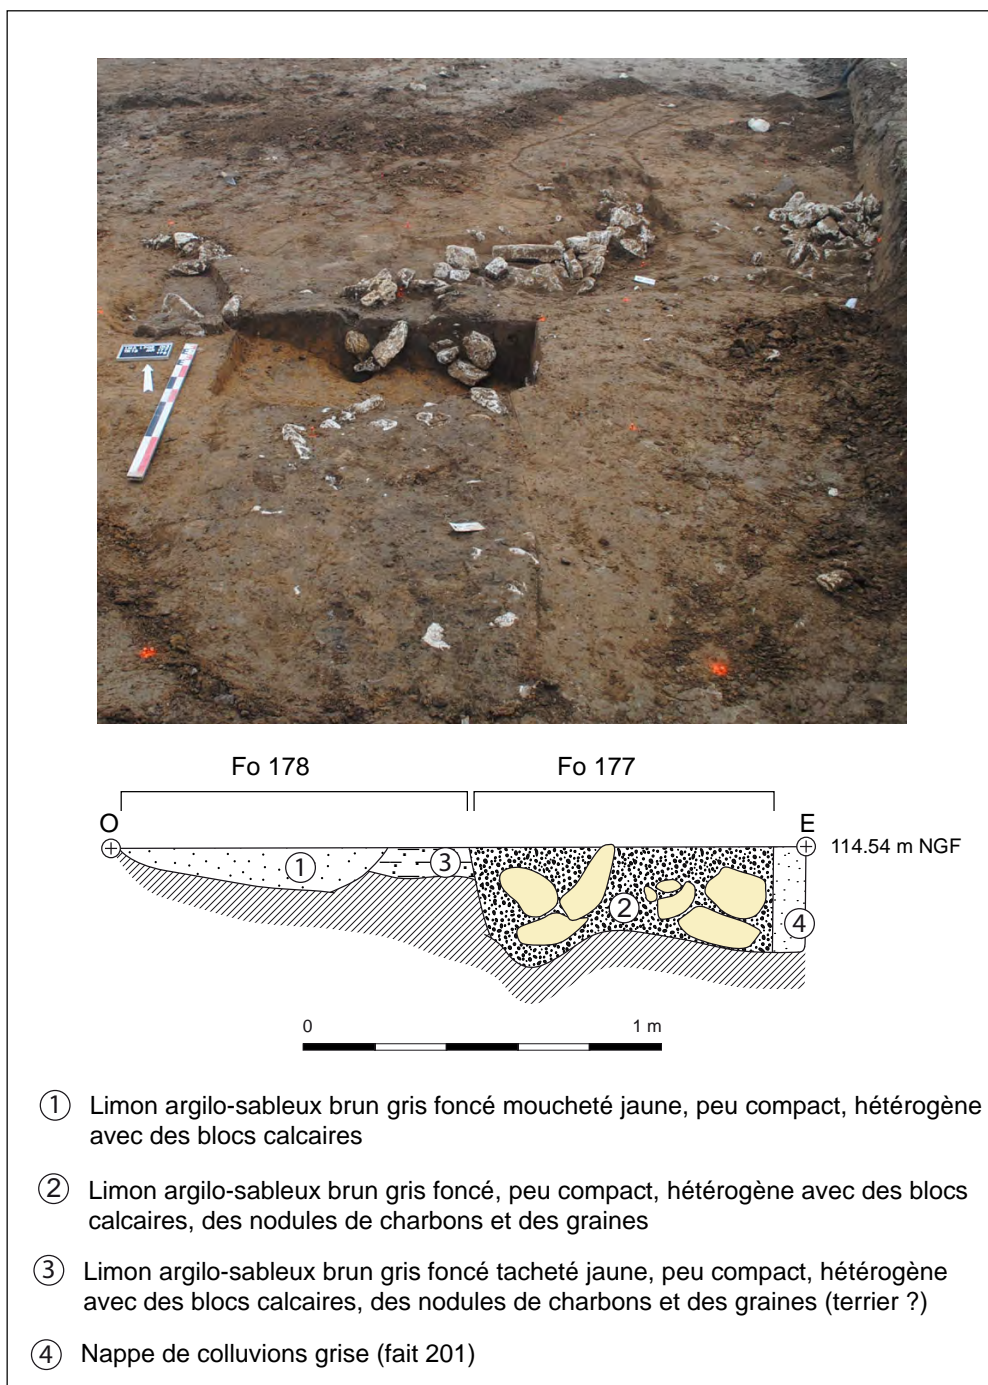 Fo 178
Fo 177
O
E
114.54 m NGF
1
3
2
4
0
1 m
1 Limon argilo-sableux brun gris foncé moucheté jaune, peu compact, hétérogène
avec des blocs calcaires
2 Limon argilo-sableux brun gris foncé, peu compact, hétérogène avec des blocs
calcaires, des nodules de charbons et des graines
3 Limon argilo-sableux brun gris foncé tacheté jaune, peu compact, hétérogène
avec des blocs calcaires, des nodules de charbons et des graines (terrier ?)
4 Nappe de colluvions grise (fait 201)